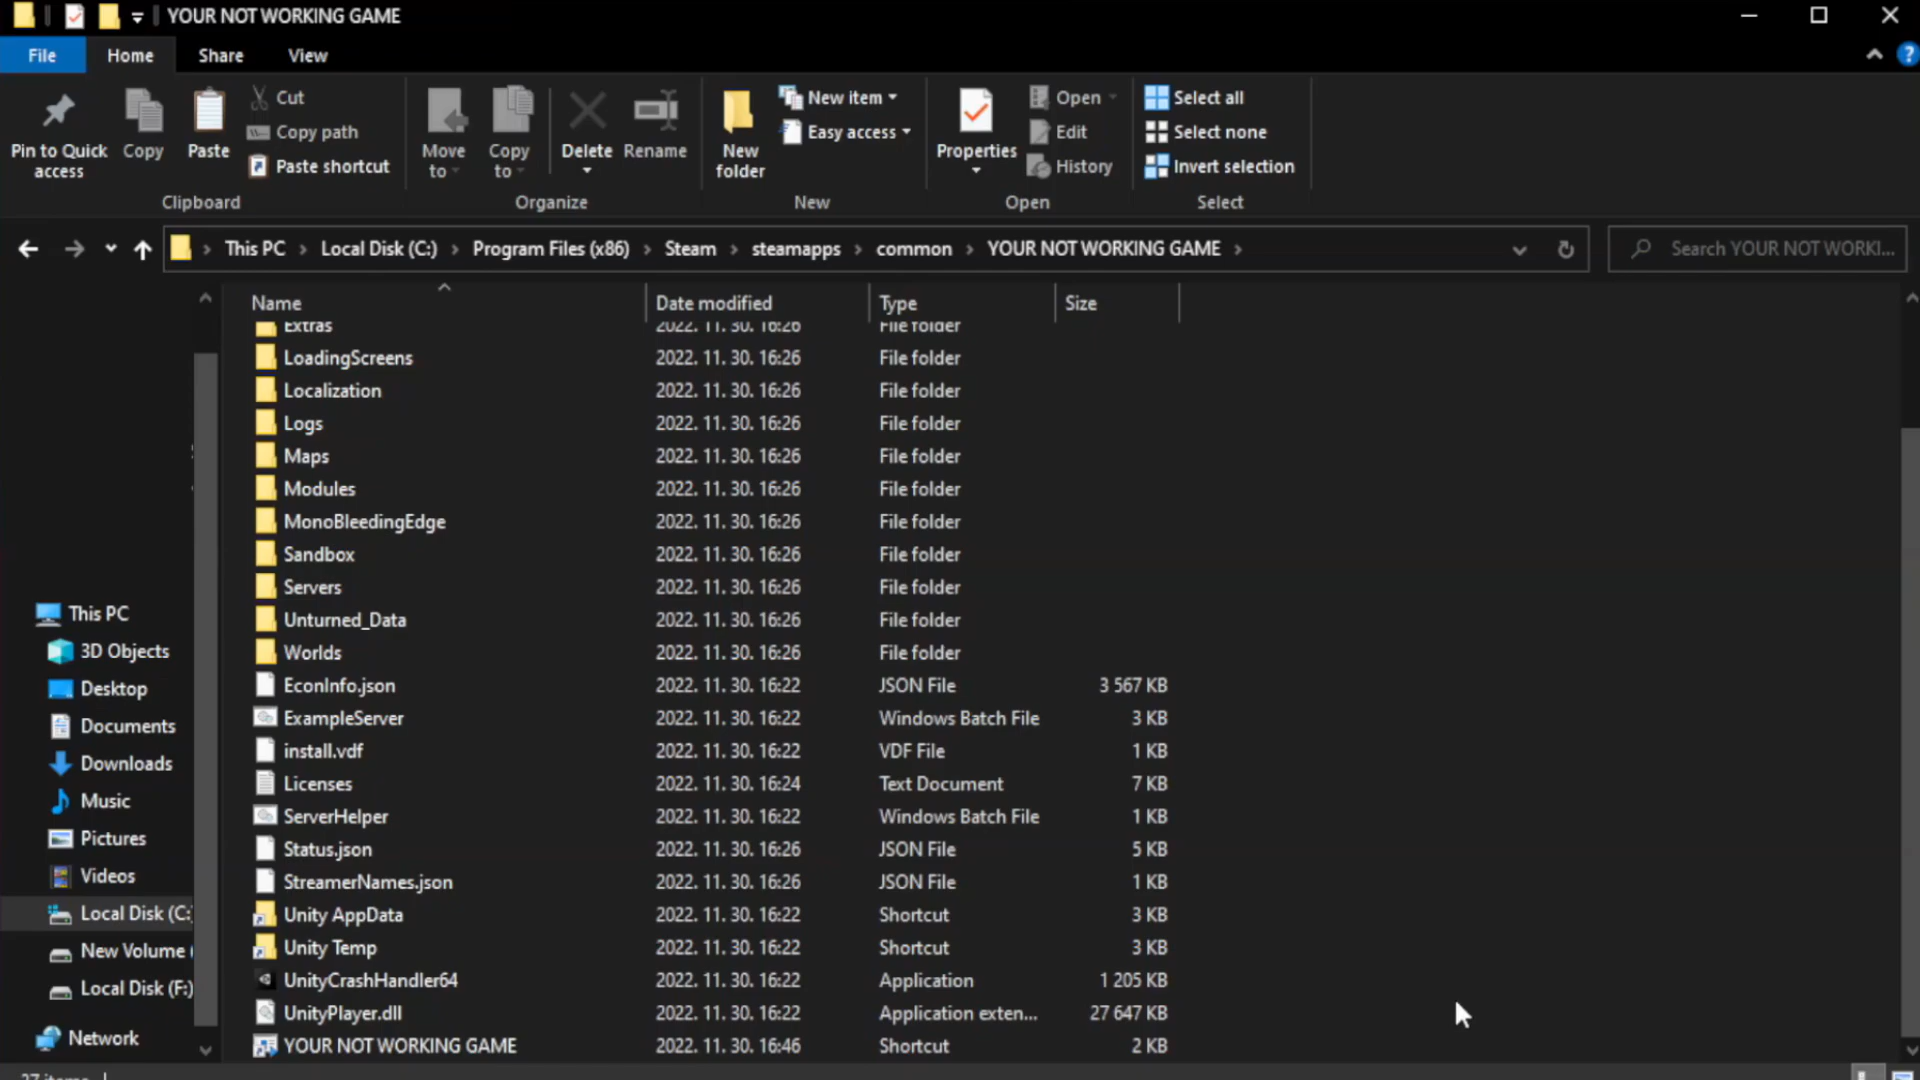 YOUR NOT WORKING GAME
File Home Share View
Pin to Quick access
Copy
Paste
Cut
Copy path
Paste shortcut
Clipboard
Move to
Copy to
Delete
Rename
Organize
New folder
New item
Easy access
New
Properties
Open
Edit
History
Open
Select all
Select none
Invert selection
Select
This PC > Local Disk (C:) > Program Files (x86) > Steam > steamapps > common > YOUR NOT WORKING GAME >
Search YOUR NOT WORKI...
Name Date modified Type Size
Extras 2022. 11. 30. 16:26 File folder
LoadingScreens 2022. 11. 30. 16:26 File folder
Localization 2022. 11. 30. 16:26 File folder
Logs 2022. 11. 30. 16:26 File folder
Maps 2022. 11. 30. 16:26 File folder
Modules 2022. 11. 30. 16:26 File folder
MonoBleedingEdge 2022. 11. 30. 16:26 File folder
Sandbox 2022. 11. 30. 16:26 File folder
Servers 2022. 11. 30. 16:26 File folder
Unturned_Data 2022. 11. 30. 16:26 File folder
Worlds 2022. 11. 30. 16:26 File folder
EconInfo.json 2022. 11. 30. 16:22 JSON File 3 567 KB
ExampleServer 2022. 11. 30. 16:22 Windows Batch File 3 KB
install.vdf 2022. 11. 30. 16:22 VDF File 1 KB
Licenses 2022. 11. 30. 16:24 Text Document 7 KB
ServerHelper 2022. 11. 30. 16:22 Windows Batch File 1 KB
Status.json 2022. 11. 30. 16:26 JSON File 5 KB
StreamerNames.json 2022. 11. 30. 16:26 JSON File 1 KB
Unity AppData 2022. 11. 30. 16:22 Shortcut 3 KB
Unity Temp 2022. 11. 30. 16:22 Shortcut 3 KB
UnityCrashHandler64 2022. 11. 30. 16:22 Application 1 205 KB
UnityPlayer.dll 2022. 11. 30. 16:22 Application exten... 27 647 KB
YOUR NOT WORKING GAME 2022. 11. 30. 16:46 Shortcut 2 KB
This PC
3D Objects
Desktop
Documents
Downloads
Music
Pictures
Videos
Local Disk (C:)
New Volume (
Local Disk (F:)
Network